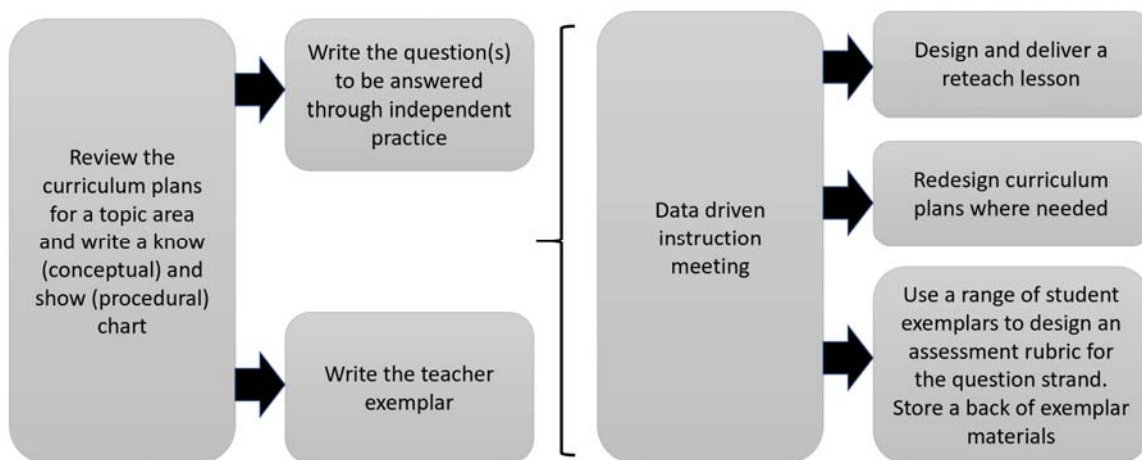 Review the
curriculum plans
for a topic area
and write a know
(conceptual) and
show (procedural)
chart
Write the question(s)
to be answered
through independent
practice
Write the teacher
exemplar
Data driven
instruction
meeting
Design and deliver a
reteach lesson
Redesign curriculum
plans where needed
Use a range of student
exemplars to design an
assessment rubric for
the question strand.
Store a back of exemplar
materials